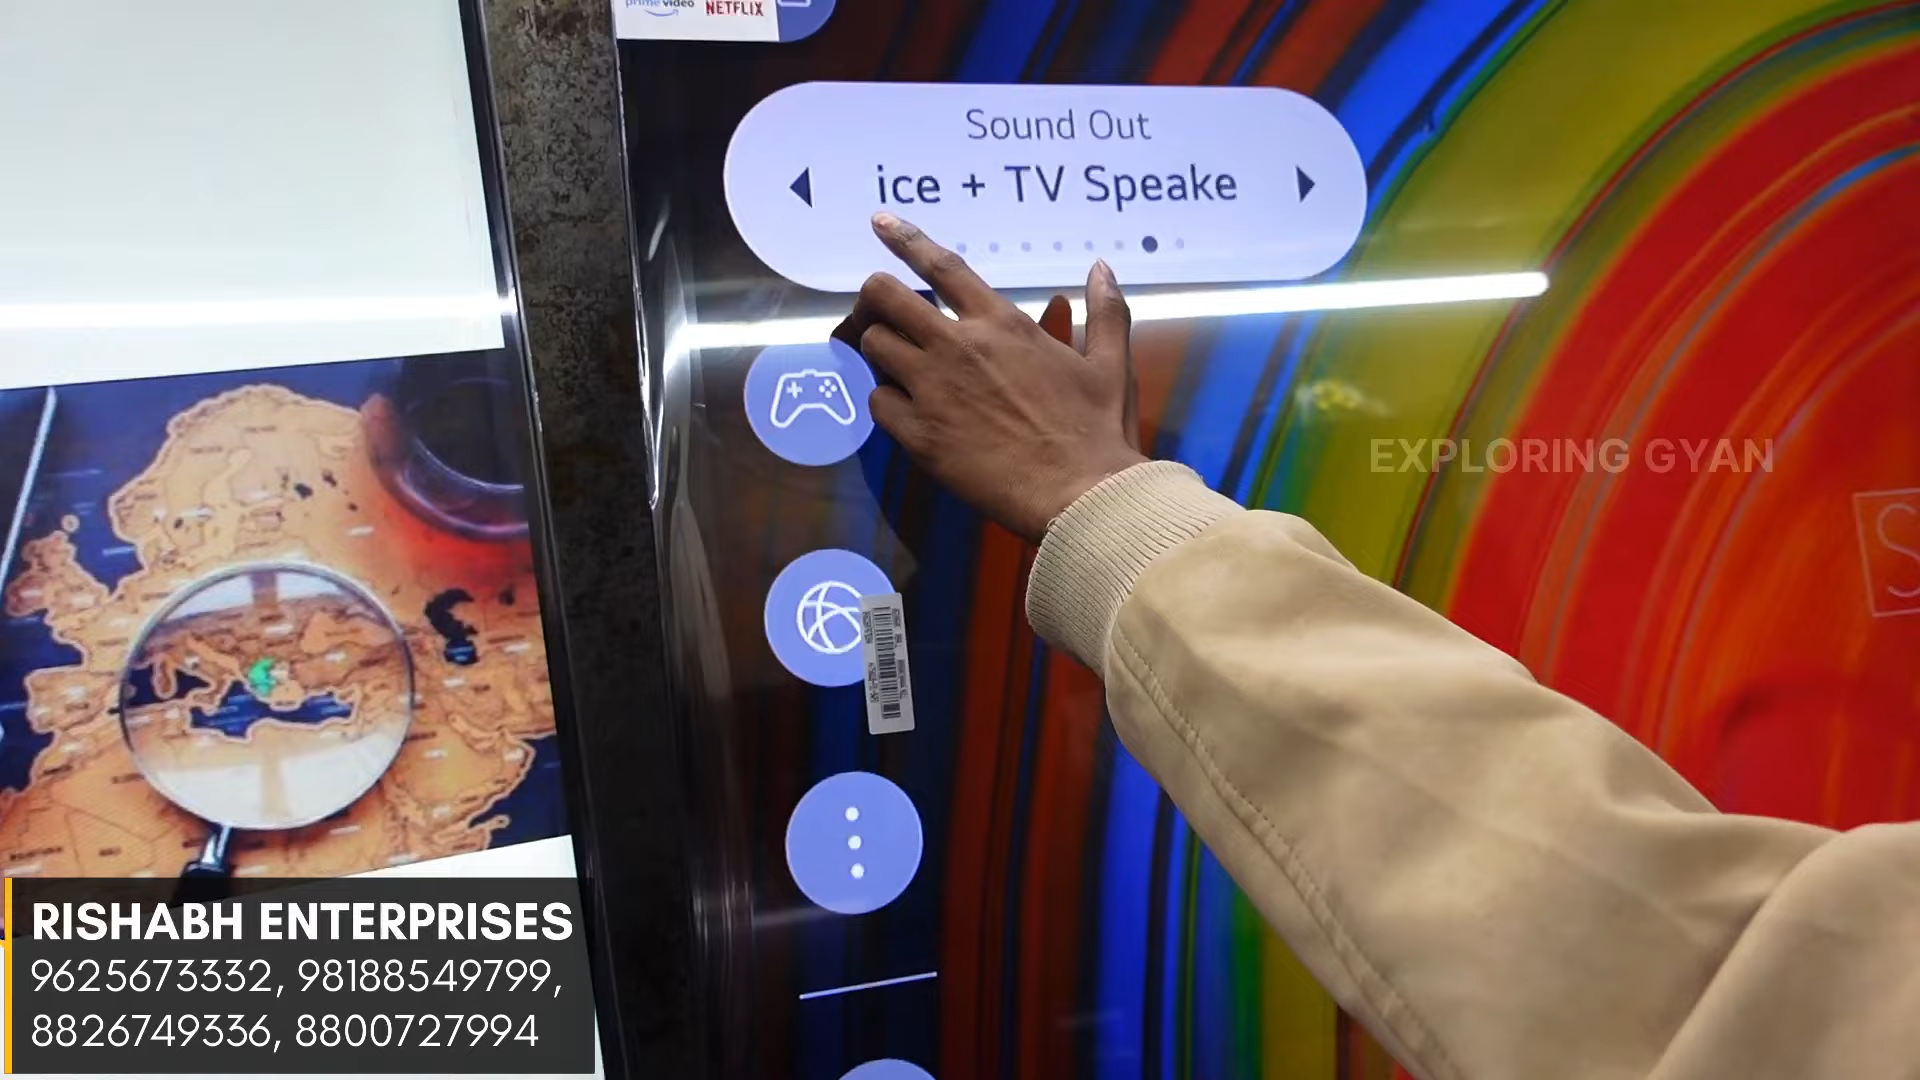 prime video
NETFLIX
Sound Out
ice + TV Speake
EXPLORING GYAN
S
RISHABH ENTERPRISES
9625673332, 98188549799,
8826749336, 8800727994